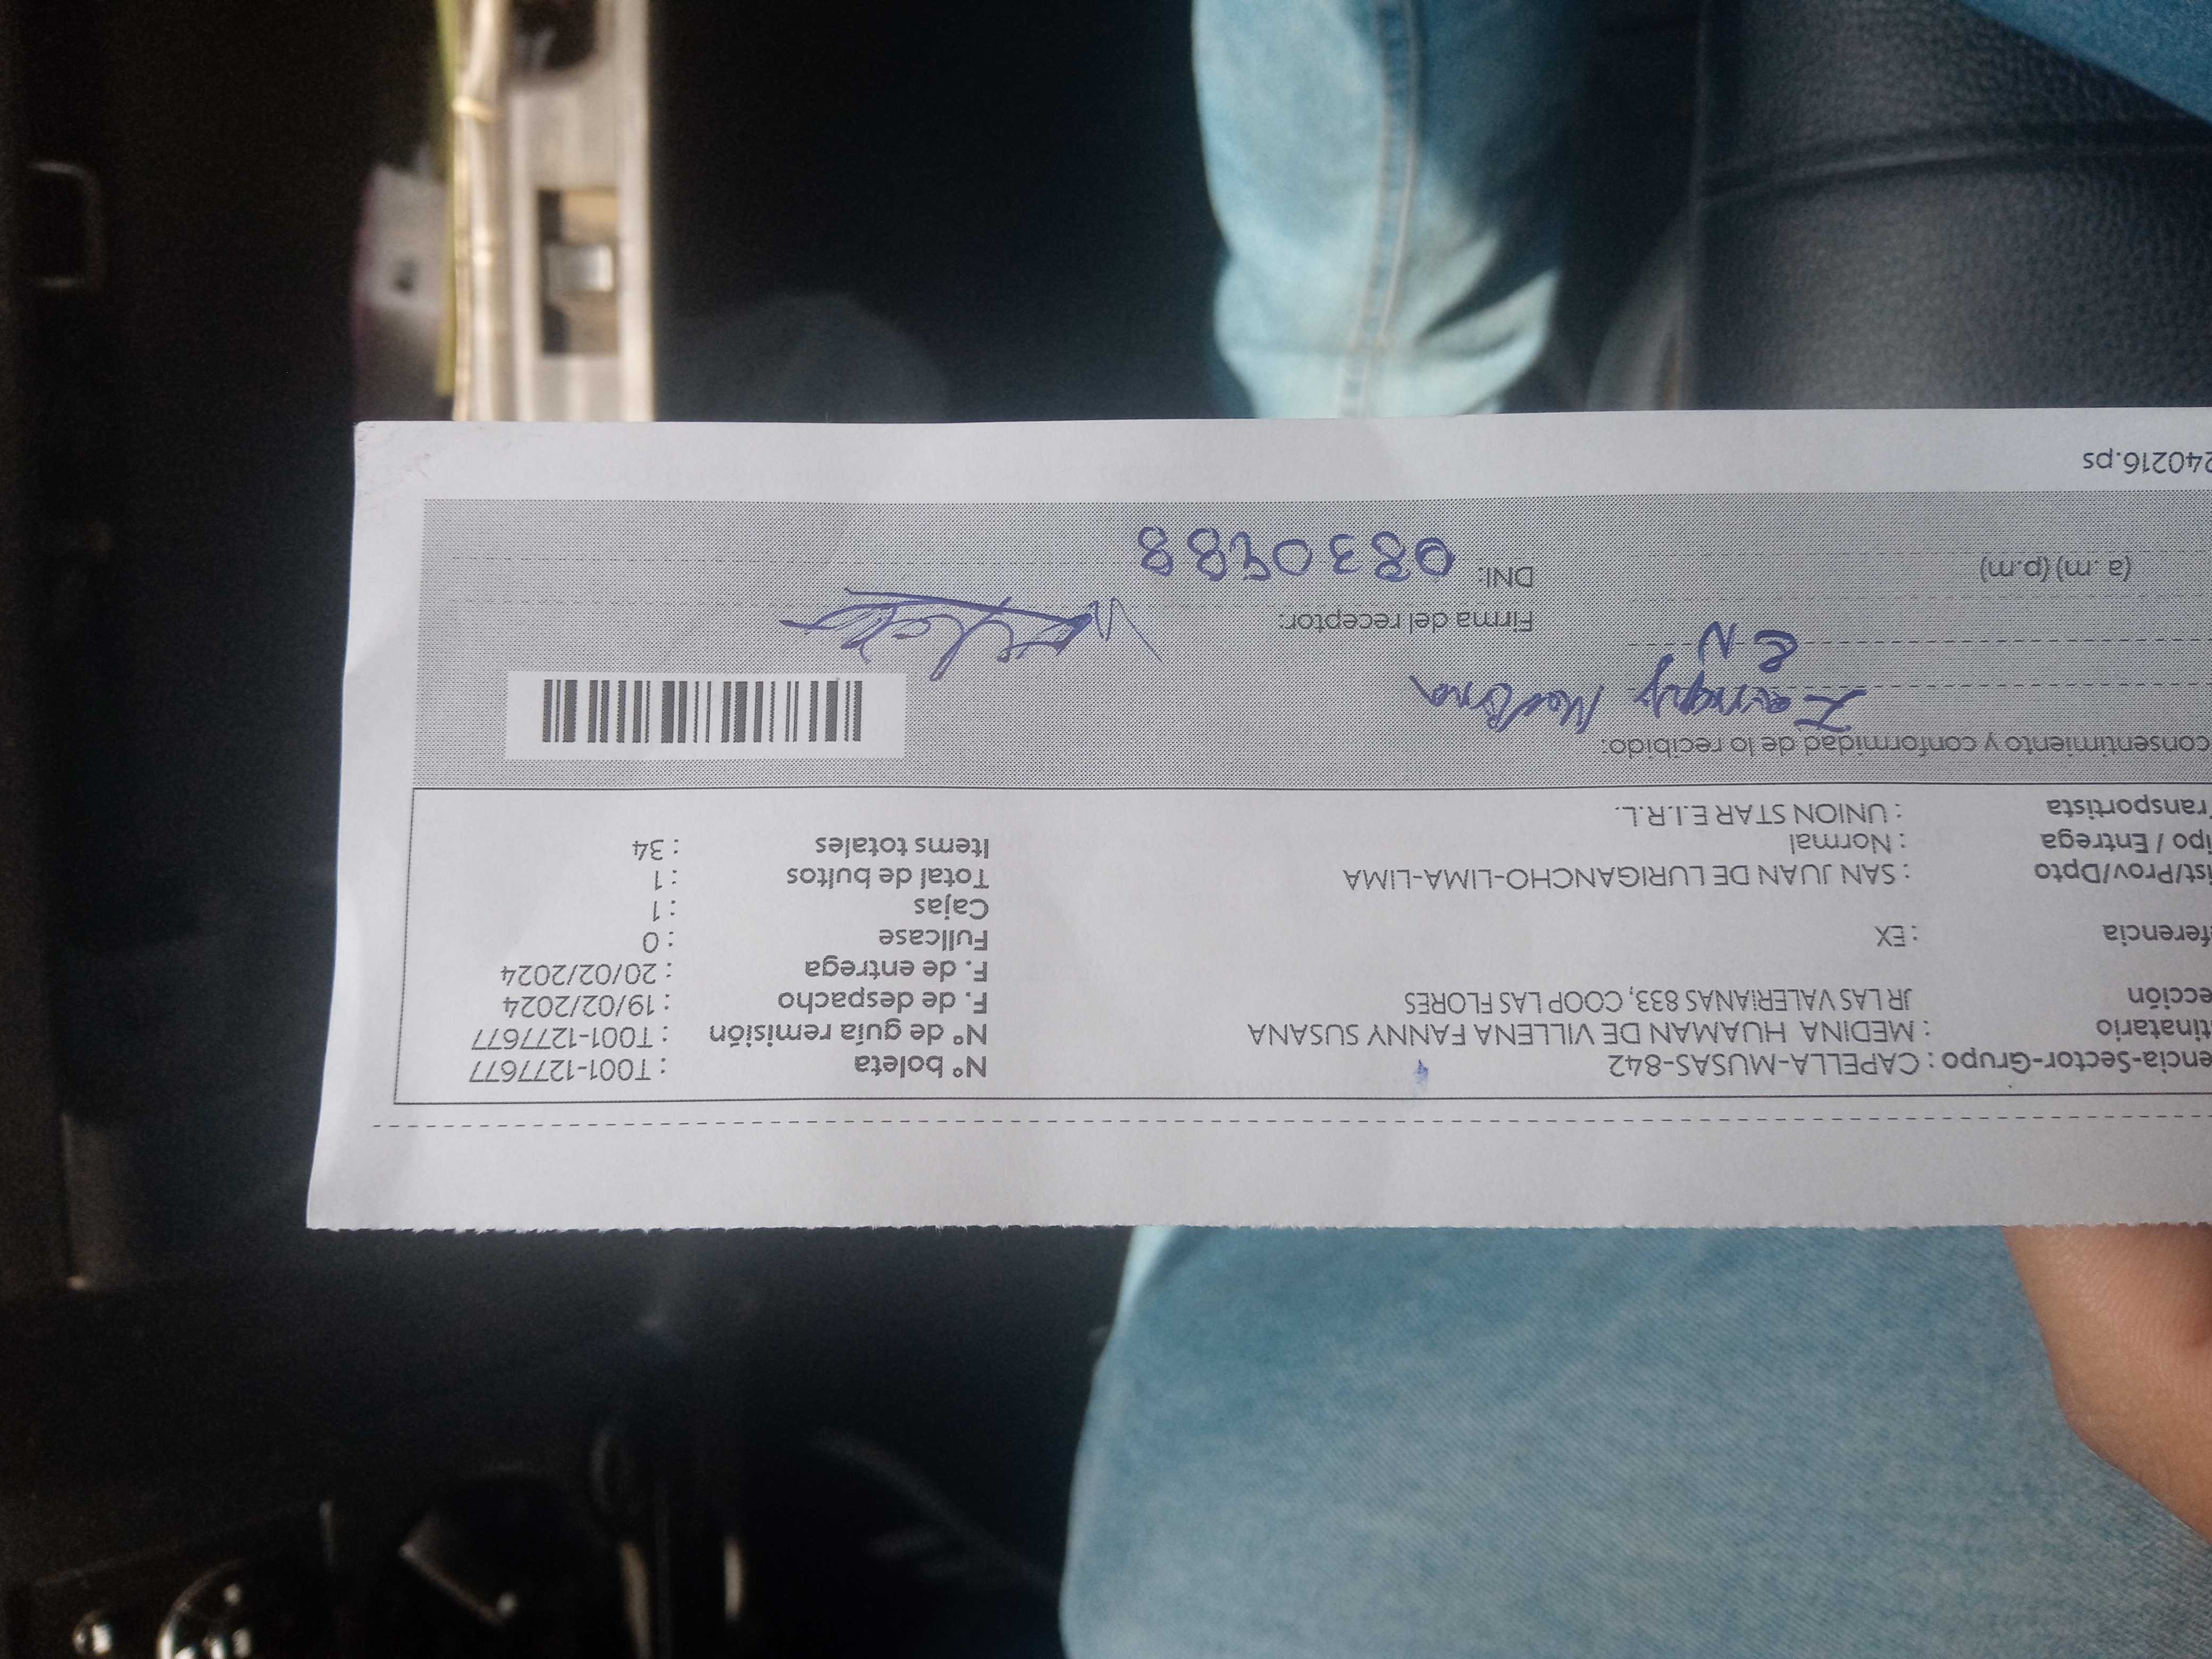 encia-Sector-Grupo : CAPELLA-MUSAS-842
tinatario : MEDINA HUAMAN DE VILLENA FANNY SUSANA
ección JR LAS VALERIANAS 833, COOP LAS FLORES
ferencia : EX
ist/Prov/Dpto : SAN JUAN DE LURIGANCHO-LIMA-LIMA
ipo / Entrega : Normal
ransportista : UNION STAR E.I.R.L.
N° boleta : T001-1277677
N° de guía remisión : T001-1277677
F. de despacho : 19/02/2024
F. de entrega : 20/02/2024
Fullcase : 0
Cajas : 1
Total de bultos : 1
Items totales : 34
consentimiento y conformidad de lo recibido:
Medina
EN
Firma del receptor:
(a .m) (p.m)
DNI:
240216.ps